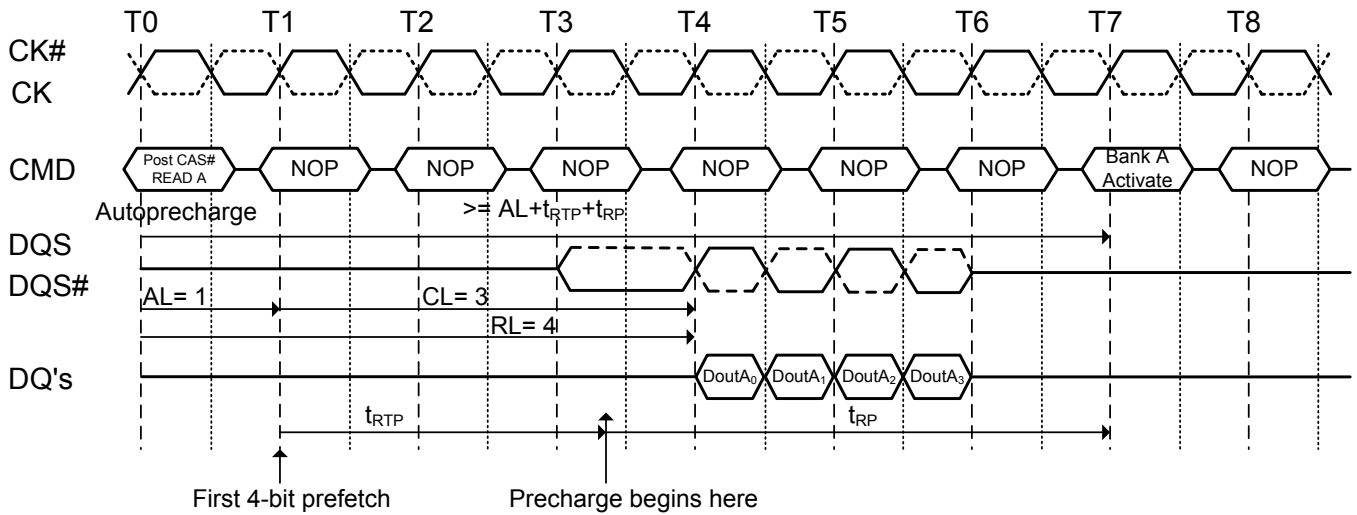 T0 T1 T2 T3 T4 T5 T6 T7 T8
CK#
CK
CMD
Post CAS#
READ A
NOP NOP NOP NOP NOP NOP
Bank A
Activate
NOP
Autoprecharge
>= AL+tRTP+tRP
DQS
DQS#
AL= 1
CL= 3
RL= 4
DQ's
DoutA0 DoutA1 DoutA2 DoutA3
tRTP
tRP
First 4-bit prefetch
Precharge begins here